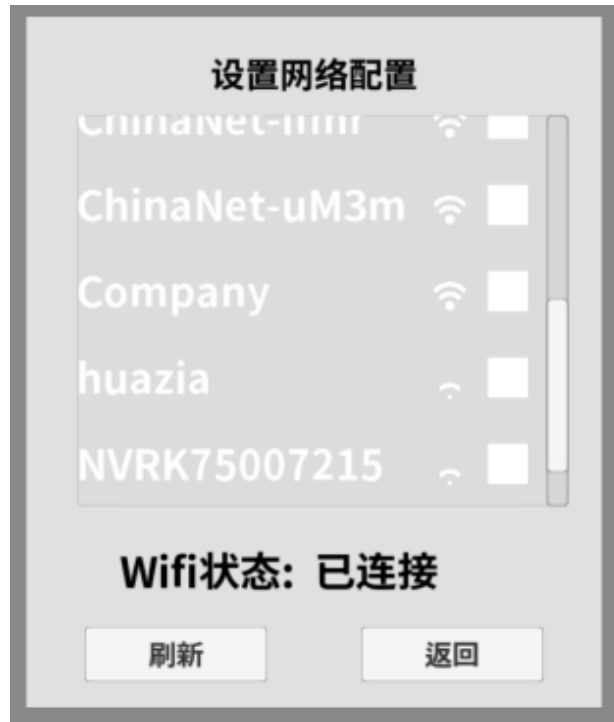 设置网络配置
ChinaNet-uM3m
Company
huazia
NVRK75007215
Wifi状态: 已连接
刷新
返回